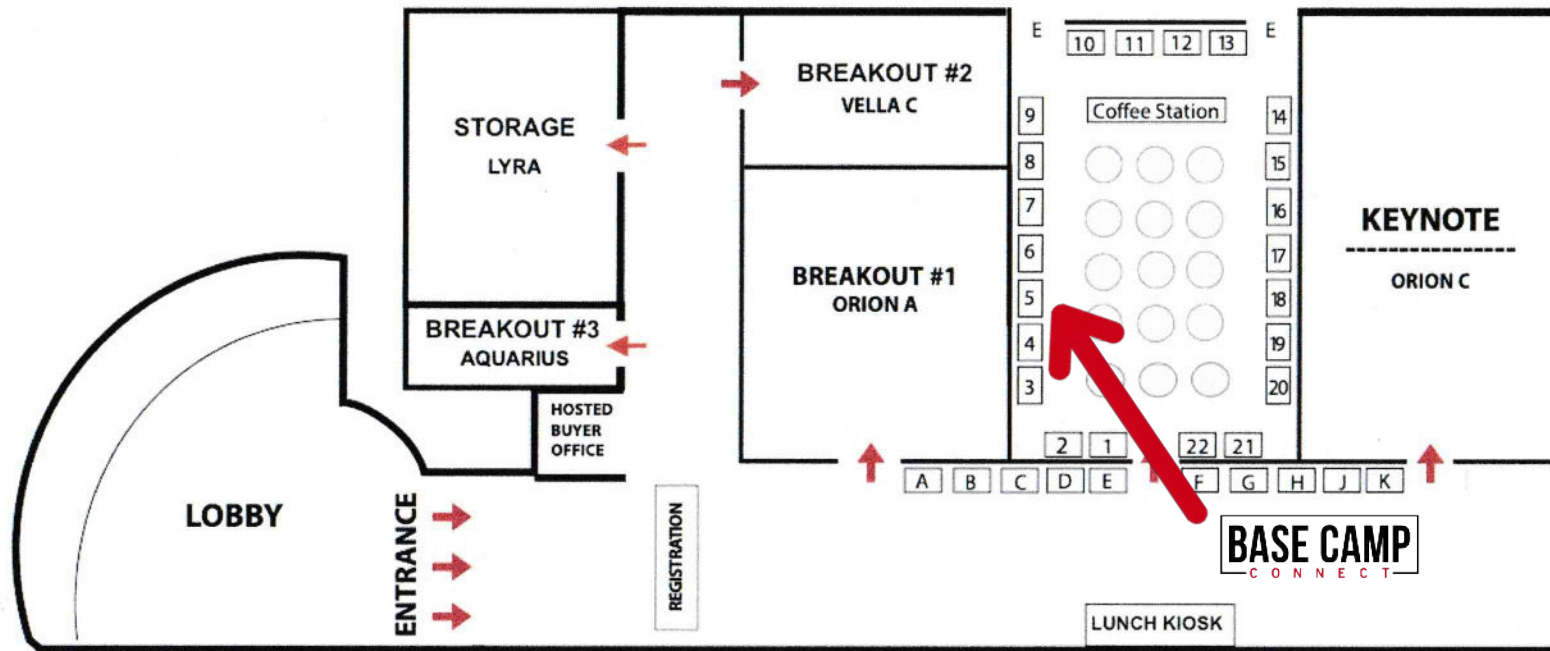 E
10 11 12 13
E
BREAKOUT #2
VELLA C
STORAGE
LYRA
Coffee Station
9
8
7
6
5
4
3
14
15
16
17
18
19
20
KEYNOTE
ORION C
BREAKOUT #1
ORION A
BREAKOUT #3
AQUARIUS
HOSTED
BUYER
OFFICE
2 1 22 21
A B C D E F G H J K
LOBBY
ENTRANCE
REGISTRATION
BASE CAMP
CONNECT
LUNCH KIOSK